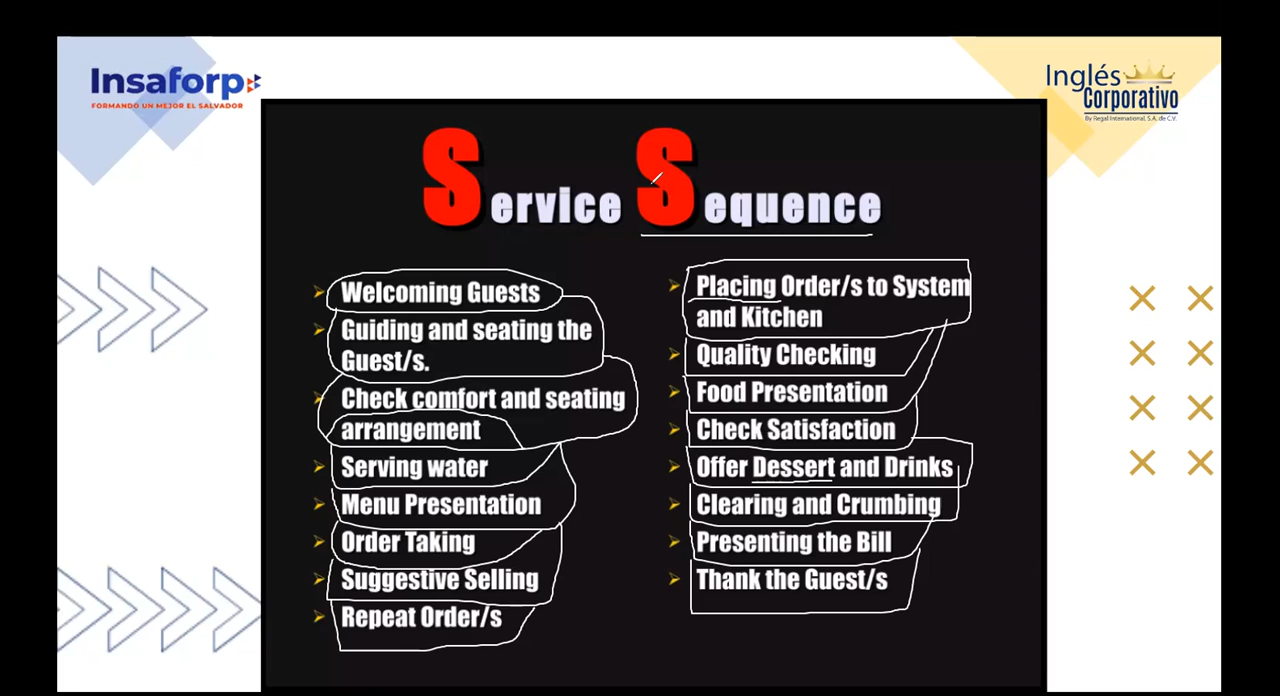 Insaforp
FORMANDO UN MEJOR EL SALVADOR
Inglés
Corporativo
By Regal International, S.A. de C.V.
Service Sequence
Welcoming Guests
Guiding and seating the
Guest/s.
Check comfort and seating
arrangement
Serving water
Menu Presentation
Order Taking
Suggestive Selling
Repeat Order/s
Placing Order/s to System
and Kitchen
Quality Checking
Food Presentation
Check Satisfaction
Offer Dessert and Drinks
Clearing and Crumbing
Presenting the Bill
Thank the Guest/s